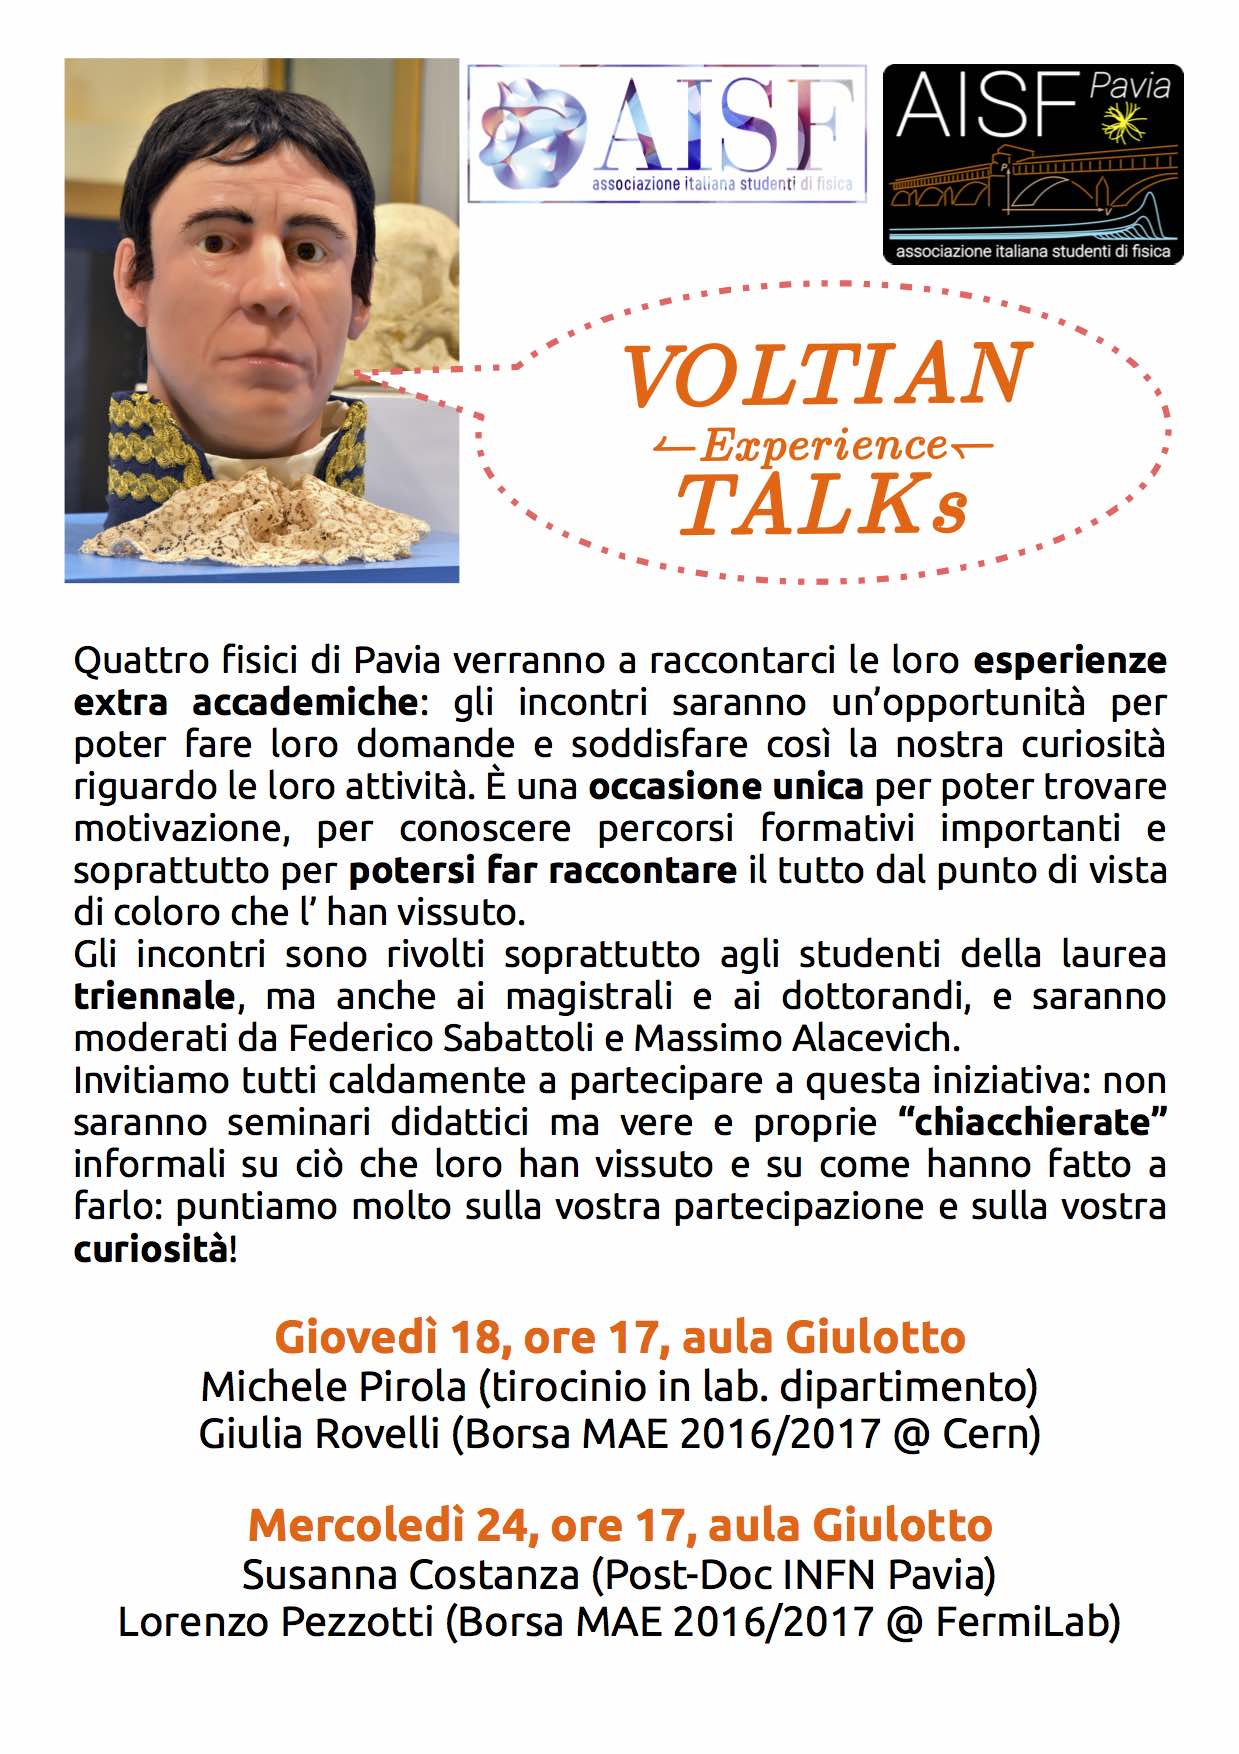 AISF
associazione italiana studenti di fisica
AISF Pavia
P
V
associazione italiana studenti di fisica
VOLTIAN
Experience
TALKs
Quattro fisici di Pavia verranno a raccontarci le loro esperienze
extra accademiche: gli incontri saranno un’opportunità per
poter fare loro domande e soddisfare così la nostra curiosità
riguardo le loro attività. È una occasione unica per poter trovare
motivazione, per conoscere percorsi formativi importanti e
soprattutto per potersi far raccontare il tutto dal punto di vista
di coloro che l’ han vissuto.
Gli incontri sono rivolti soprattutto agli studenti della laurea
triennale, ma anche ai magistrali e ai dottorandi, e saranno
moderati da Federico Sabattoli e Massimo Alacevich.
Invitiamo tutti caldamente a partecipare a questa iniziativa: non
saranno seminari didattici ma vere e proprie “chiacchierate”
informali su ciò che loro han vissuto e su come hanno fatto a
farlo: puntiamo molto sulla vostra partecipazione e sulla vostra
curiosità!
Giovedì 18, ore 17, aula Giulotto
Michele Pirola (tirocinio in lab. dipartimento)
Giulia Rovelli (Borsa MAE 2016/2017 @ Cern)
Mercoledì 24, ore 17, aula Giulotto
Susanna Costanza (Post-Doc INFN Pavia)
Lorenzo Pezzotti (Borsa MAE 2016/2017 @ FermiLab)